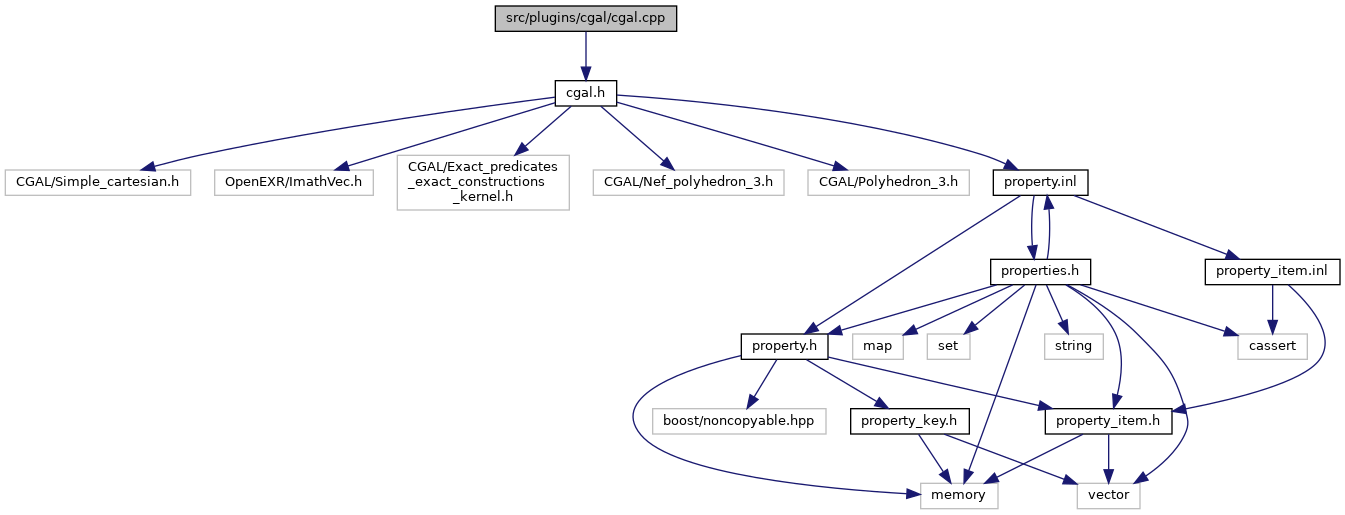 src/plugins/cgal/cgal.cpp
cgal.h
CGAL/Simple_cartesian.h
OpenEXR/ImathVec.h
CGAL/Exact_predicates
_exact_constructions
_kernel.h
CGAL/Nef_polyhedron_3.h
CGAL/Polyhedron_3.h
property.inl
properties.h
property_item.inl
property.h
map
set
string
cassert
boost/noncopyable.hpp
property_key.h
property_item.h
memory
vector